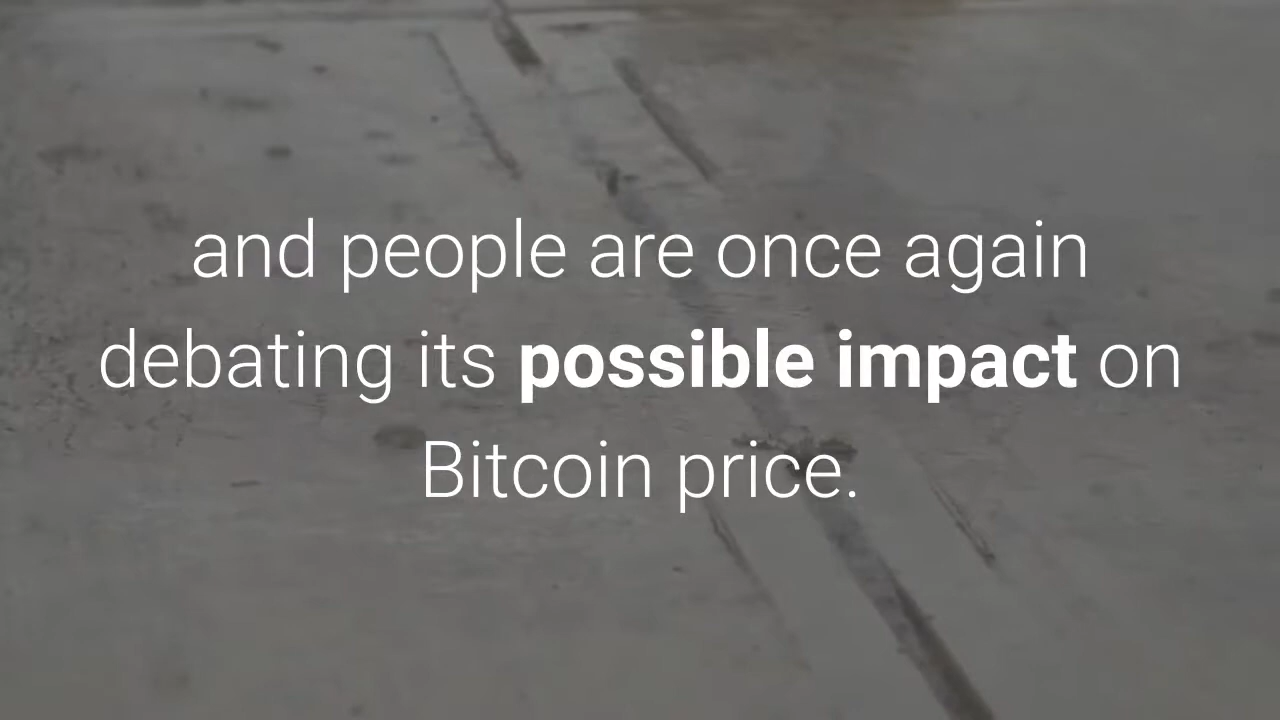 and people are once again
debating its possible impact on
Bitcoin price.